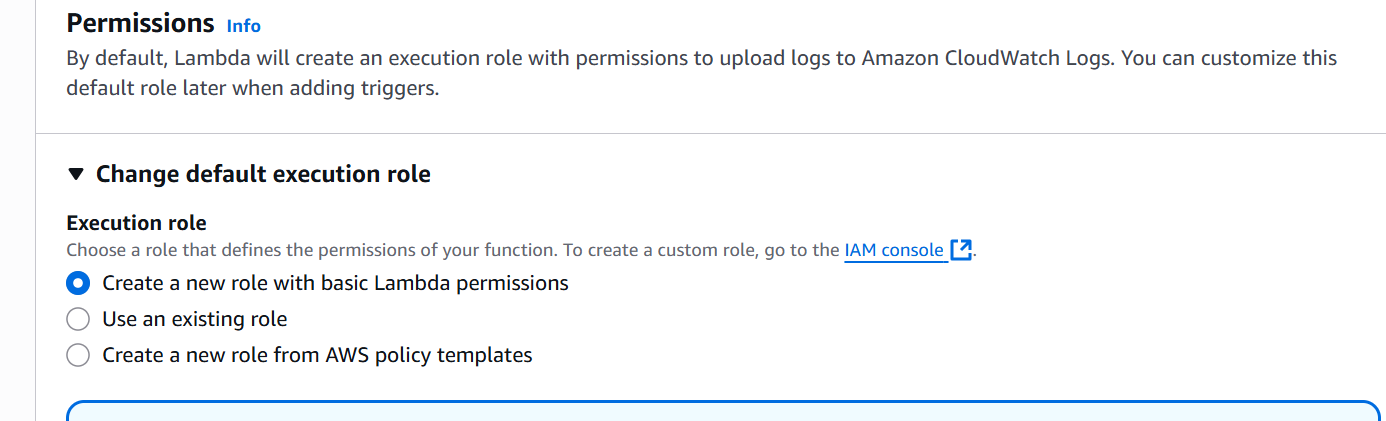 Permissions Info
By default, Lambda will create an execution role with permissions to upload logs to Amazon CloudWatch Logs. You can customize this
default role later when adding triggers.
Change default execution role
Execution role
Choose a role that defines the permissions of your function. To create a custom role, go to the IAM console.
Create a new role with basic Lambda permissions
Use an existing role
Create a new role from AWS policy templates